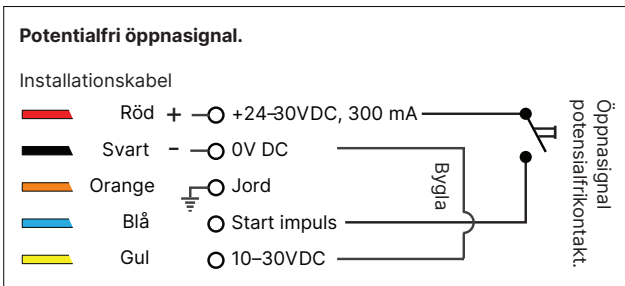 Potentialfri öppnasignal.
Installationskabel
Röd + +24–30VDC, 300 mA
Svart - 0V DC
Orange Jord
Blå Start impuls
Gul 10–30VDC
Bygla
Öppnasignal
potensialfrikontakt.